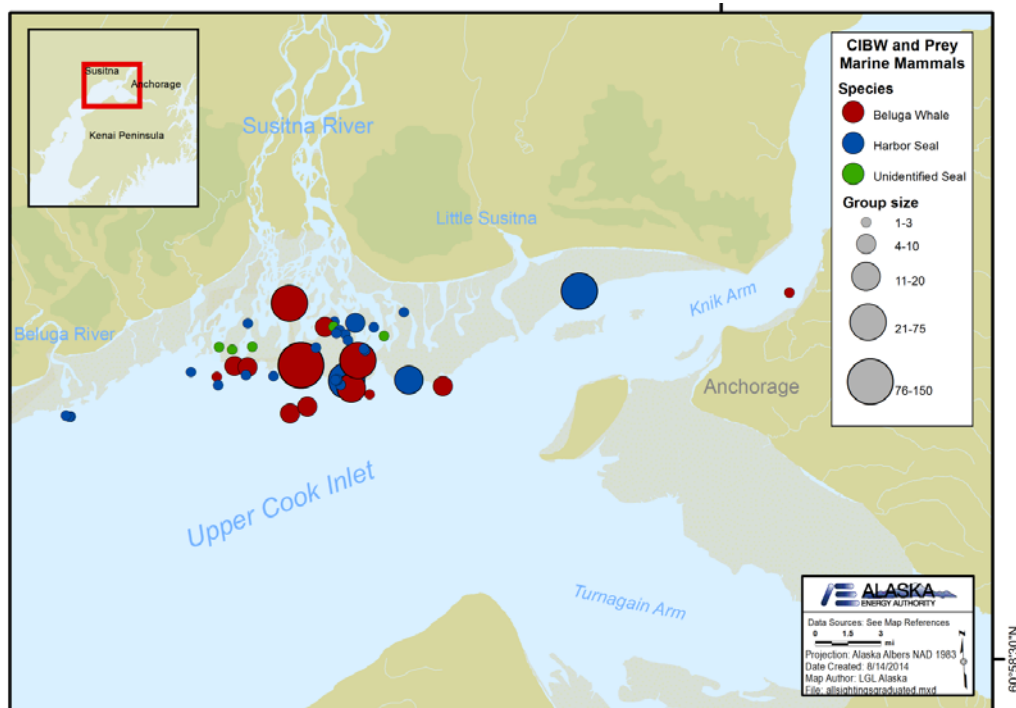 Susitna
Anchorage
Kenai Peninsula
Susitna River
Little Susitna
Beluga River
Knik Arm
Anchorage
Upper Cook Inlet
Turnagain Arm
CIBW and Prey
Marine Mammals
Species
Beluga Whale
Harbor Seal
Unidentified Seal
Group size
1-3
4-10
11-20
21-75
76-150
ALASKA
ENERGY AUTHORITY
Data Sources: See Map References
0 1.5 3
mi
N
Projection: Alaska Albers NAD 1983
Date Created: 8/14/2014
Map Author: LGL Alaska
File: allsightingsgraduated.mxd
60°58'30"N